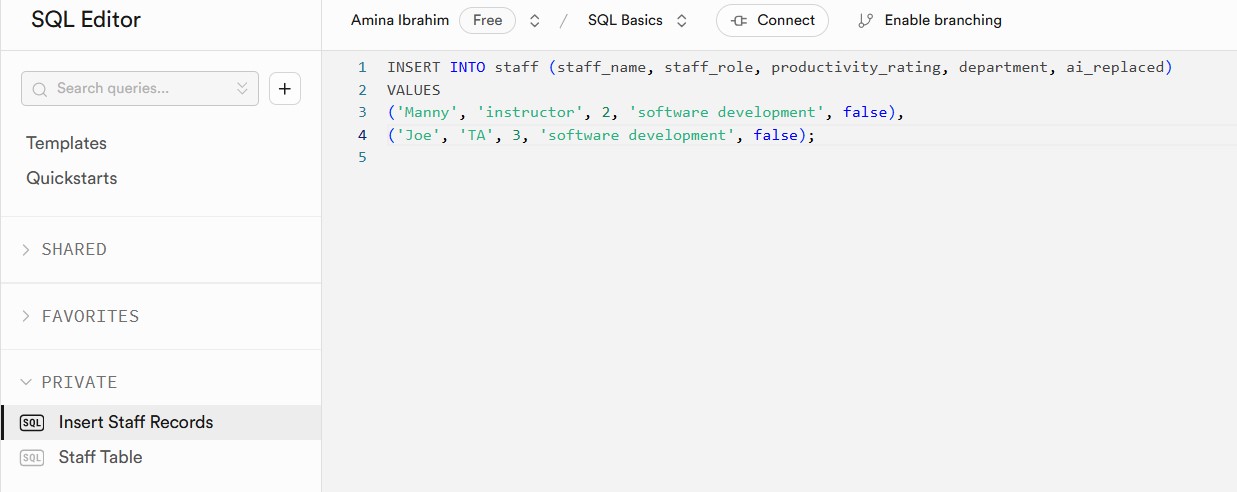 SQL Editor
Amina Ibrahim Free / SQL Basics Connect Enable branching
Search queries... +
Templates
Quickstarts
SHARED
FAVORITES
PRIVATE
SQL Insert Staff Records
SQL Staff Table
1 INSERT INTO staff (staff_name, staff_role, productivity_rating, department, ai_replaced)
2 VALUES
3 ('Manny', 'instructor', 2, 'software development', false),
4 ('Joe', 'TA', 3, 'software development', false);
5